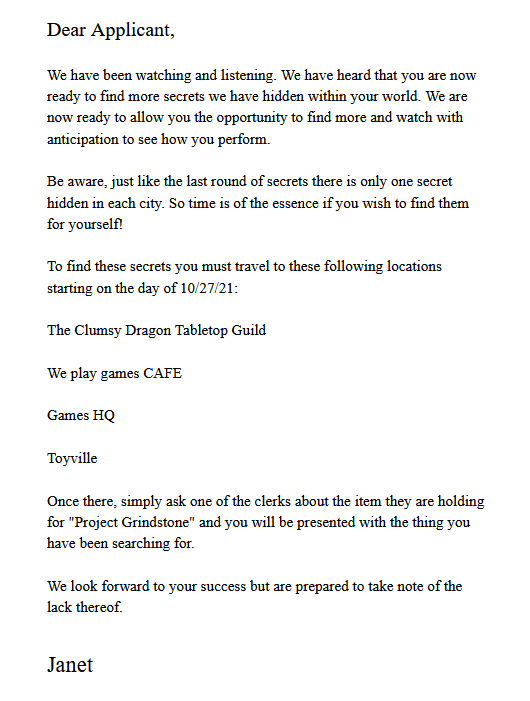 Dear Applicant,
We have been watching and listening. We have heard that you are now
ready to find more secrets we have hidden within your world. We are
now ready to allow you the opportunity to find more and watch with
anticipation to see how you perform.
Be aware, just like the last round of secrets there is only one secret
hidden in each city. So time is of the essence if you wish to find them
for yourself!
To find these secrets you must travel to these following locations
starting on the day of 10/27/21:
The Clumsy Dragon Tabletop Guild
We play games CAFE
Games HQ
Toyville
Once there, simply ask one of the clerks about the item they are holding
for "Project Grindstone" and you will be presented with the thing you
have been searching for.
We look forward to your success but are prepared to take note of the
lack thereof.
Janet